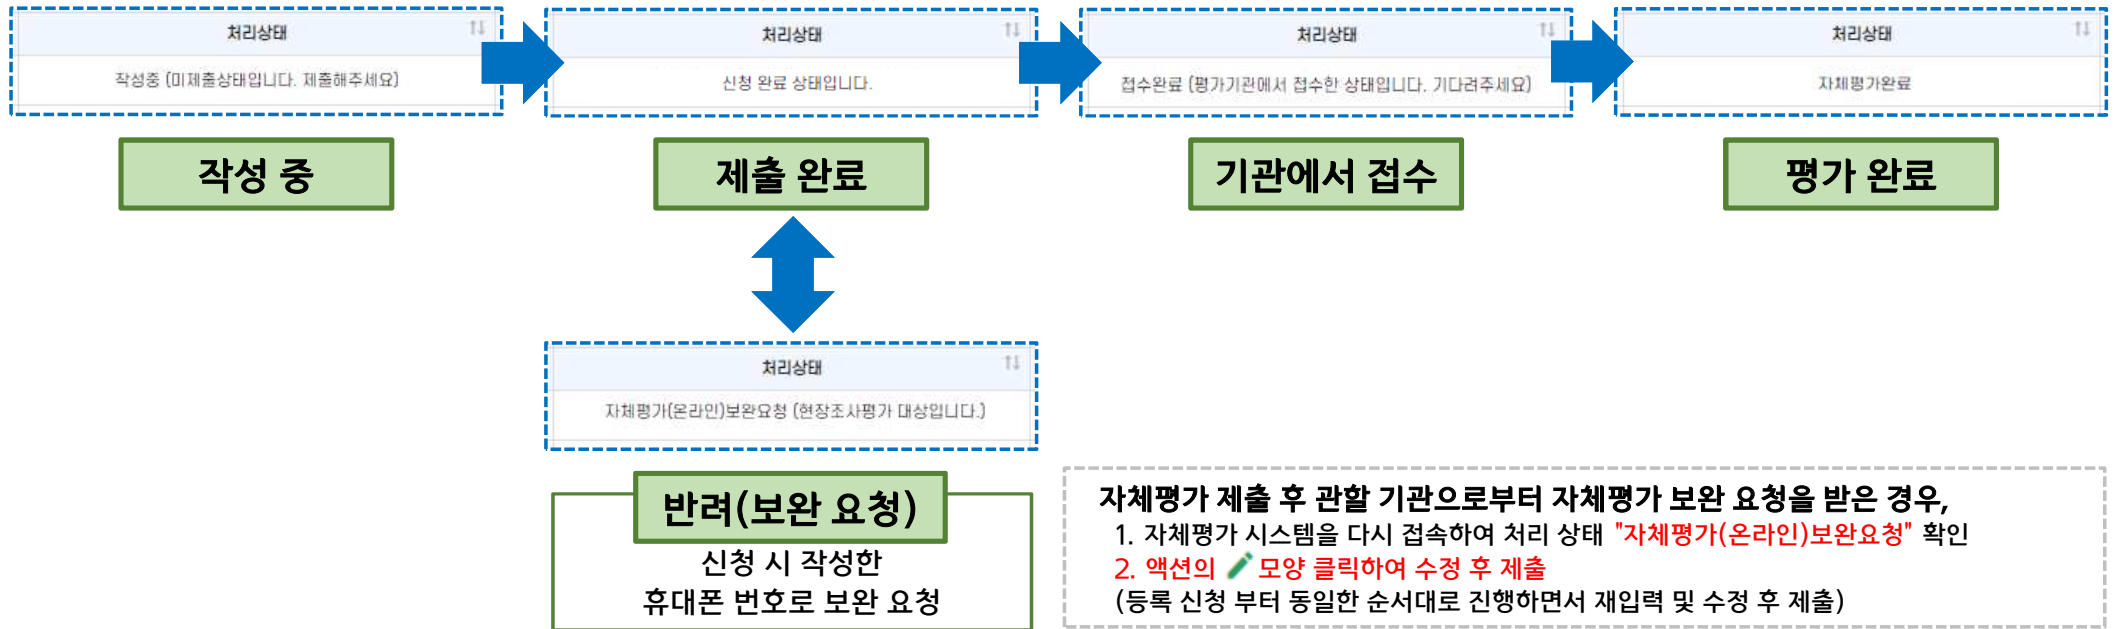 처리상태
작성중 (미제출상태입니다. 제출해주세요)
작성 중
처리상태
신청 완료 상태입니다.
제출 완료
처리상태
접수완료 (평가기관에서 접수한 상태입니다. 기다려주세요)
기관에서 접수
처리상태
자체평가완료
평가 완료
처리상태
자체평가(온라인)보완요청 (현장조사평가 대상입니다.)
반려(보완 요청)
신청 시 작성한
휴대폰 번호로 보완 요청
자체평가 제출 후 관할 기관으로부터 자체평가 보완 요청을 받은 경우,
1. 자체평가 시스템을 다시 접속하여 처리 상태 "자체평가(온라인)보완요청" 확인
2. 액션의 모양 클릭하여 수정 후 제출
(등록 신청 부터 동일한 순서대로 진행하면서 재입력 및 수정 후 제출)